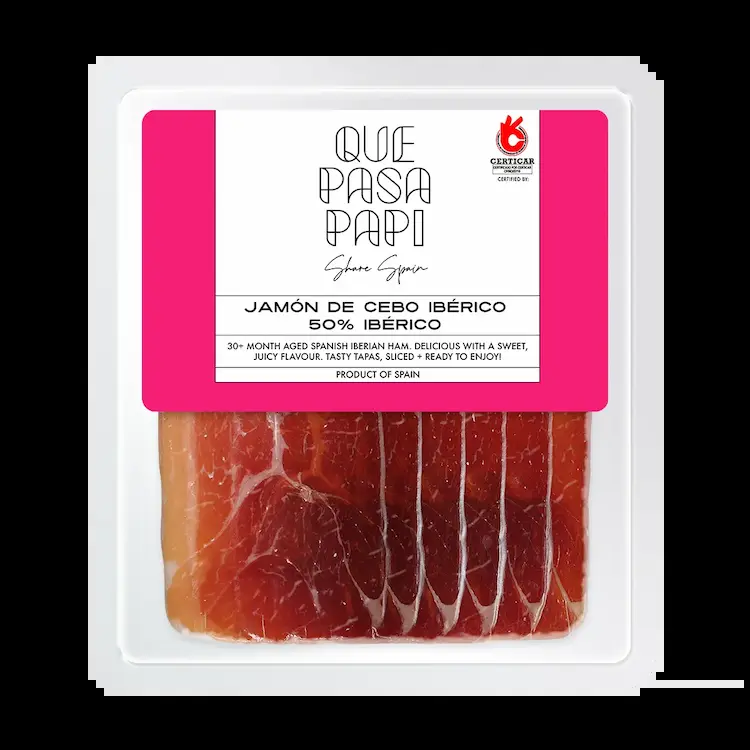 QUE
PASA
PAPI
Share Spain
CERTICAR
CERTIFIED BY:
JAMÓN DE CEBO IBÉRICO
50% IBÉRICO
30+ MONTH AGED SPANISH IBERIAN HAM. DELICIOUS WITH A SWEET,
JUICY FLAVOUR. TASTY TAPAS, SLICED + READY TO ENJOY!
PRODUCT OF SPAIN